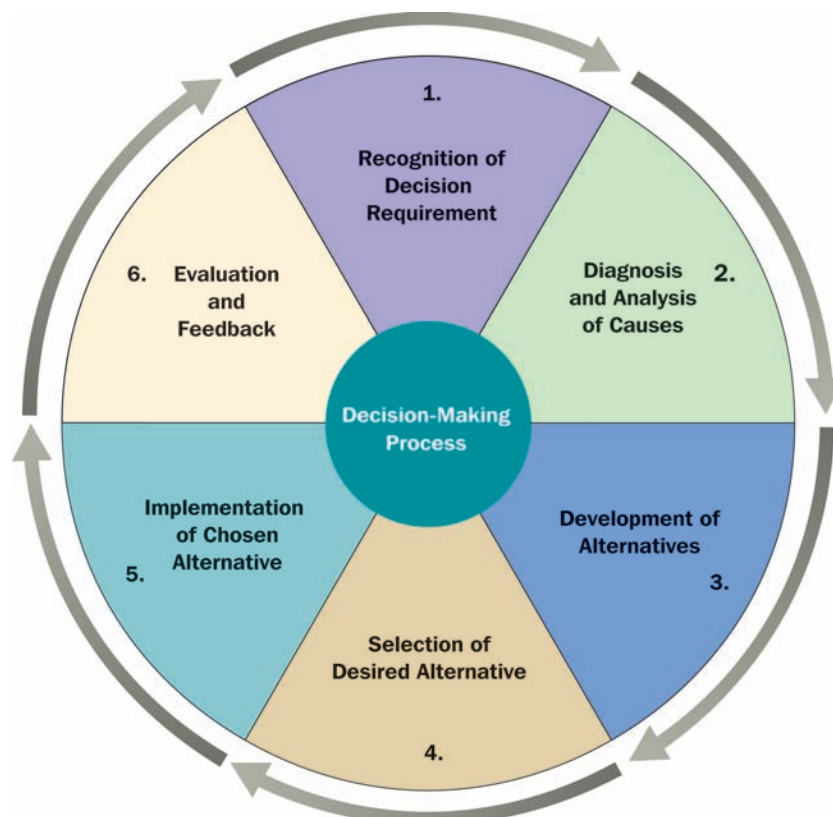 1.
Recognition of
Decision
Requirement
Diagnosis
and Analysis
of Causes
2.
Development of
Alternatives
3.
Selection of
Desired Alternative
4.
Implementation
of Chosen
Alternative
5.
6.
Evaluation
and
Feedback
Decision-Making
Process